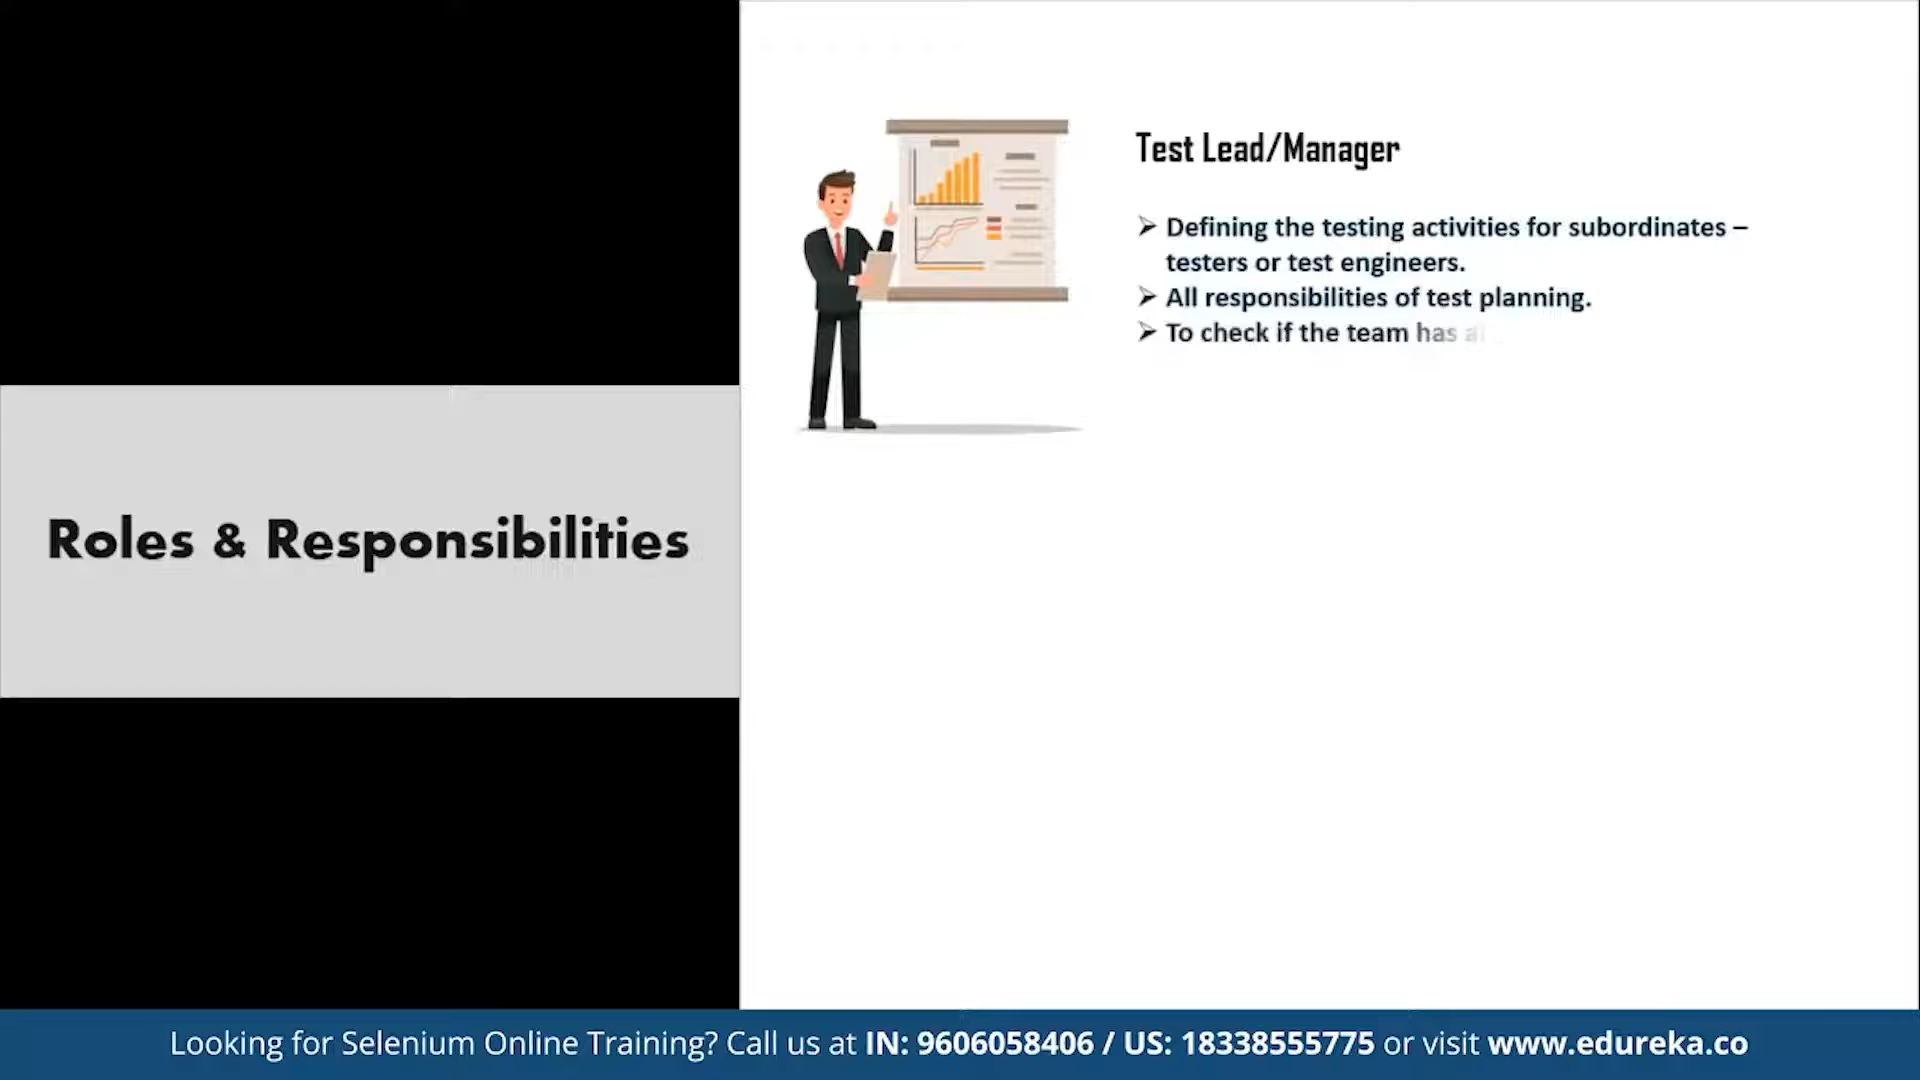 Test Lead/Manager
➢ Defining the testing activities for subordinates –
testers or test engineers.
➢ All responsibilities of test planning.
➢ To check if the team has
Roles & Responsibilities
Looking for Selenium Online Training? Call us at IN: 9606058406 / US: 18338555775 or visit www.edureka.co